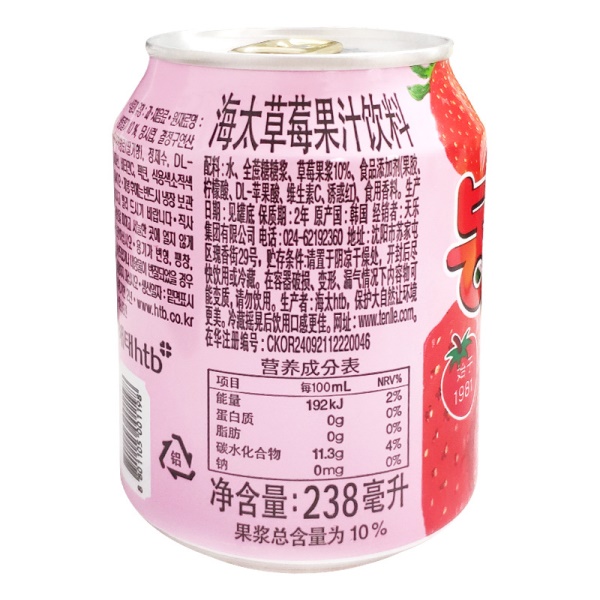 海太草莓果汁饮料
配料:水、全蔗糖糖浆、草莓果浆10%、食品添加剂(果胶、
柠檬酸、DL-苹果酸、维生素C、诱惑红)、食用香料。生产
日期:见罐底 保质期:2年 原产国:韩国 经销者:天乐
集团有限公司 电话:024-62192360 地址:沈阳市苏家屯
区瑰香街29号, 贮存条件:请置于阴凉干燥处,开封后尽
快饮用或冷藏。在容器破损、变形、漏气情况下内容物可
能变质,请勿饮用。生产者:海太htb, 保护大自然让环境
更美。冷藏摇晃后饮用口感更佳。网址:www.tenlle.com.
在华注册编号:CKOR24092112220046
营养成分表
项目 每100mL NRV%
能量 192kJ 2%
蛋白质 0g 0%
脂肪 0g 0%
碳水化合物 11.3g 4%
钠 0mg 0%
净含量:238毫升
果浆总含量为10%
정제수, DL-
www.htb.co.kr
해태htb
铝
1981